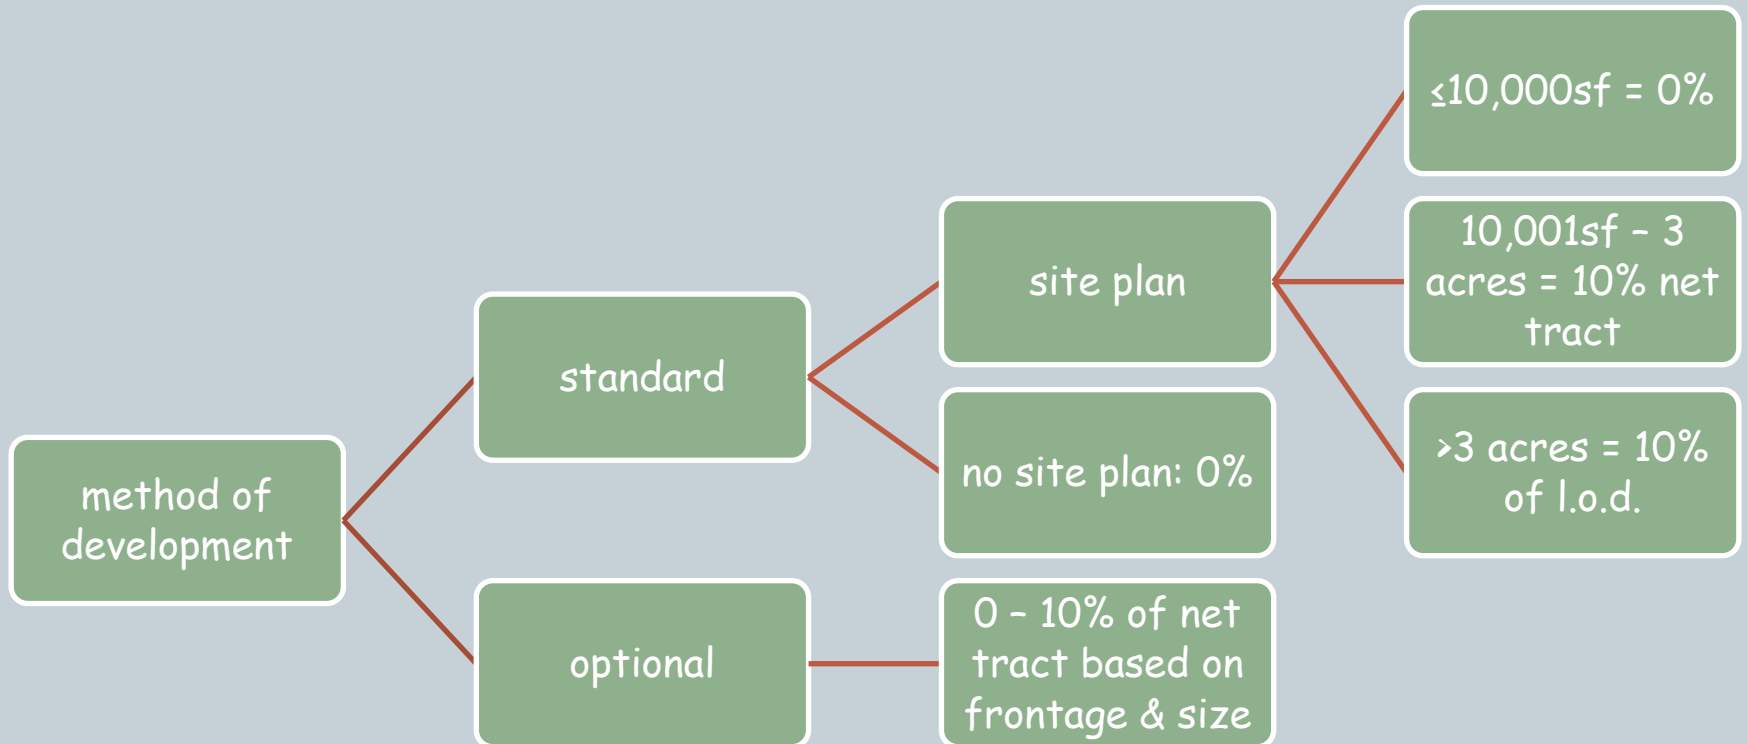 method of
development
standard
optional
site plan
no site plan: 0%
0 – 10% of net
tract based on
frontage & size
≤10,000sf = 0%
10,001sf – 3
acres = 10% net
tract
>3 acres = 10%
of l.o.d.